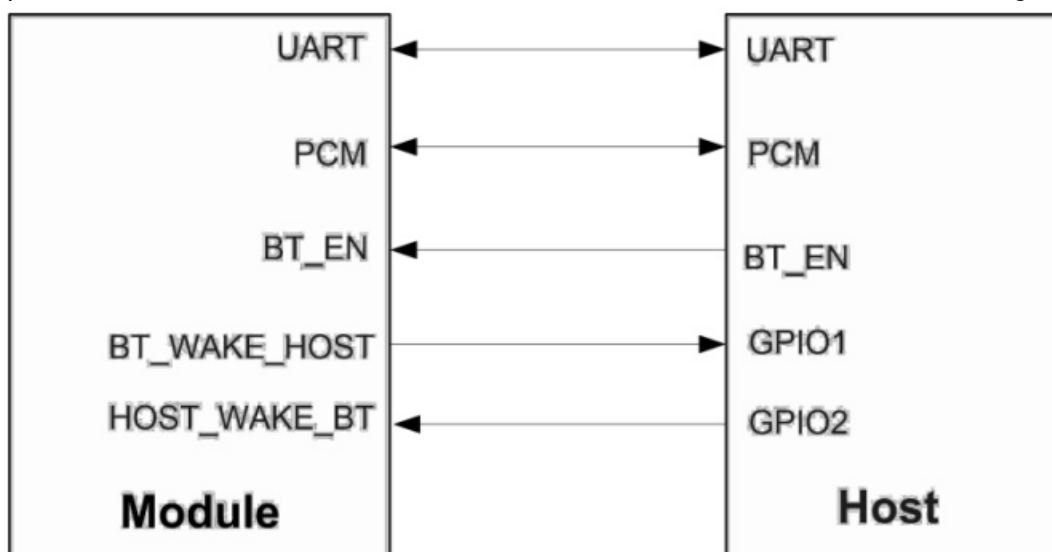 UART UART
PCM PCM
BT_EN BT_EN
BT_WAKE_HOST GPIO1
HOST_WAKE_BT GPIO2
Module Host